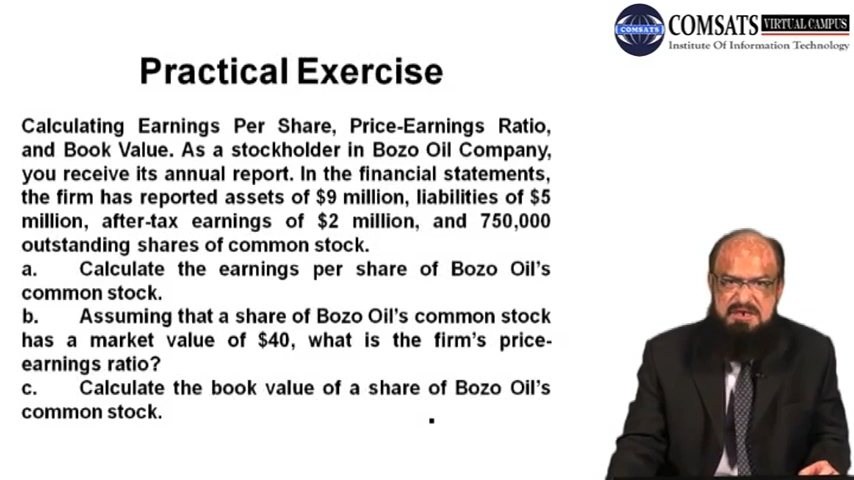 COMSATS
COMSATS VIRTUAL CAMPUS
Institute Of Information Technology
Practical Exercise
Calculating Earnings Per Share, Price-Earnings Ratio,
and Book Value. As a stockholder in Bozo Oil Company,
you receive its annual report. In the financial statements,
the firm has reported assets of $9 million, liabilities of $5
million, after-tax earnings of $2 million, and 750,000
outstanding shares of common stock.
a. Calculate the earnings per share of Bozo Oil's
common stock.
b. Assuming that a share of Bozo Oil's common stock
has a market value of $40, what is the firm's price-
earnings ratio?
c. Calculate the book value of a share of Bozo Oil's
common stock.